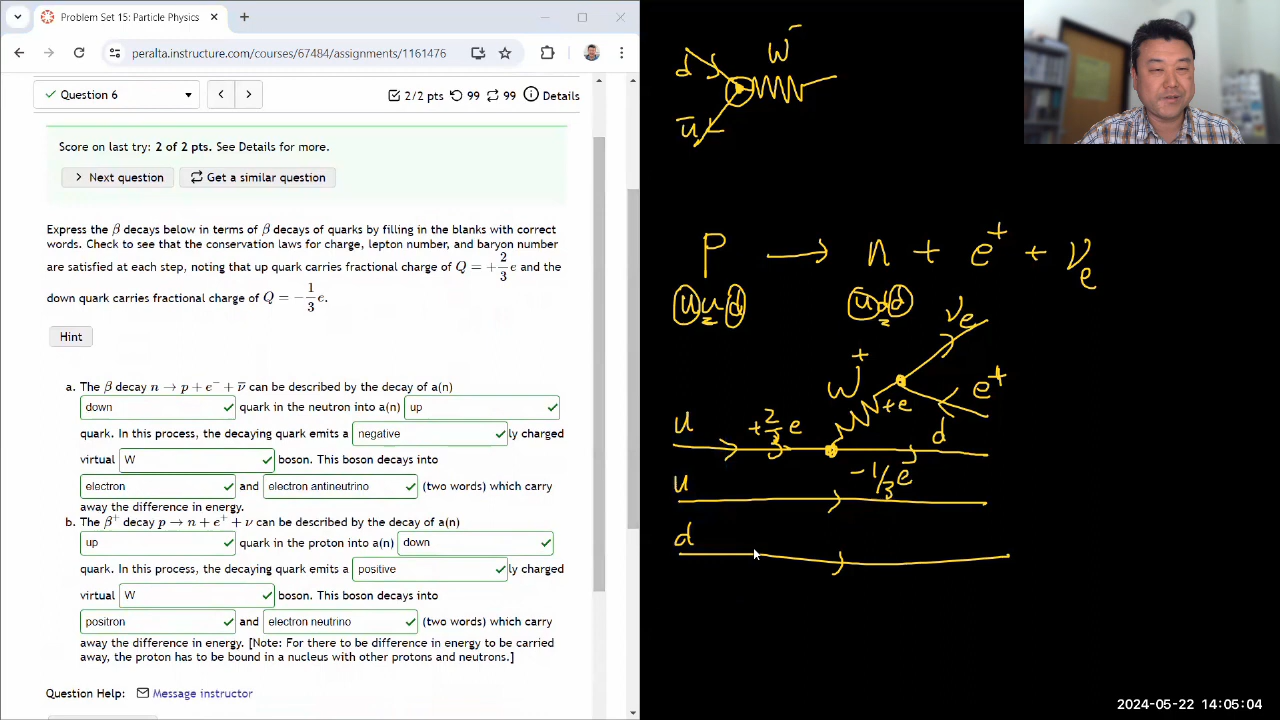 Problem Set 15: Particle Physics
peralta.instructure.com/courses/67484/assignments/1161476
Question 6
2/2 pts 99 99 Details
Score on last try: 2 of 2 pts. See Details for more.
Next question Get a similar question
Express the β decays below in terms of β decays of quarks by filling in the blanks with correct
words. Check to see that the conservation laws for charge, lepton number, and baryon number
are satisfied at each step, noting that up quark carries fractional charge of Q = +2/3 e and the
down quark carries fractional charge of Q = −1/3 e.
Hint
a. The β decay n → p + e⁻ + ν̅ can be described by the decay of a(n)
down quark in the neutron into a(n) up
quark. In this process, the decaying quark emits a negative ly charged
virtual W boson. This boson decays into
electron and electron antineutrino (two words) which carry
away the difference in energy.
b. The β⁺ decay p → n + e⁺ + ν can be described by the decay of a(n)
up quark in the proton into a(n) down
quark. In this process, the decaying quark emits a positive ly charged
virtual W boson. This boson decays into
positron and electron neutrino (two words) which carry
away the difference in energy. [Note: For there to be difference in energy to be carried
away, the proton has to be bound in a nucleus with other protons and neutrons.]
Question Help: Message instructor
W⁻
d
u̅
P → n + e⁺ + νₑ
uud udd
νₑ
W⁺ e⁺
+e
u +2/3 e d
−1/3 e
u
d
2024-05-22 14:05:04